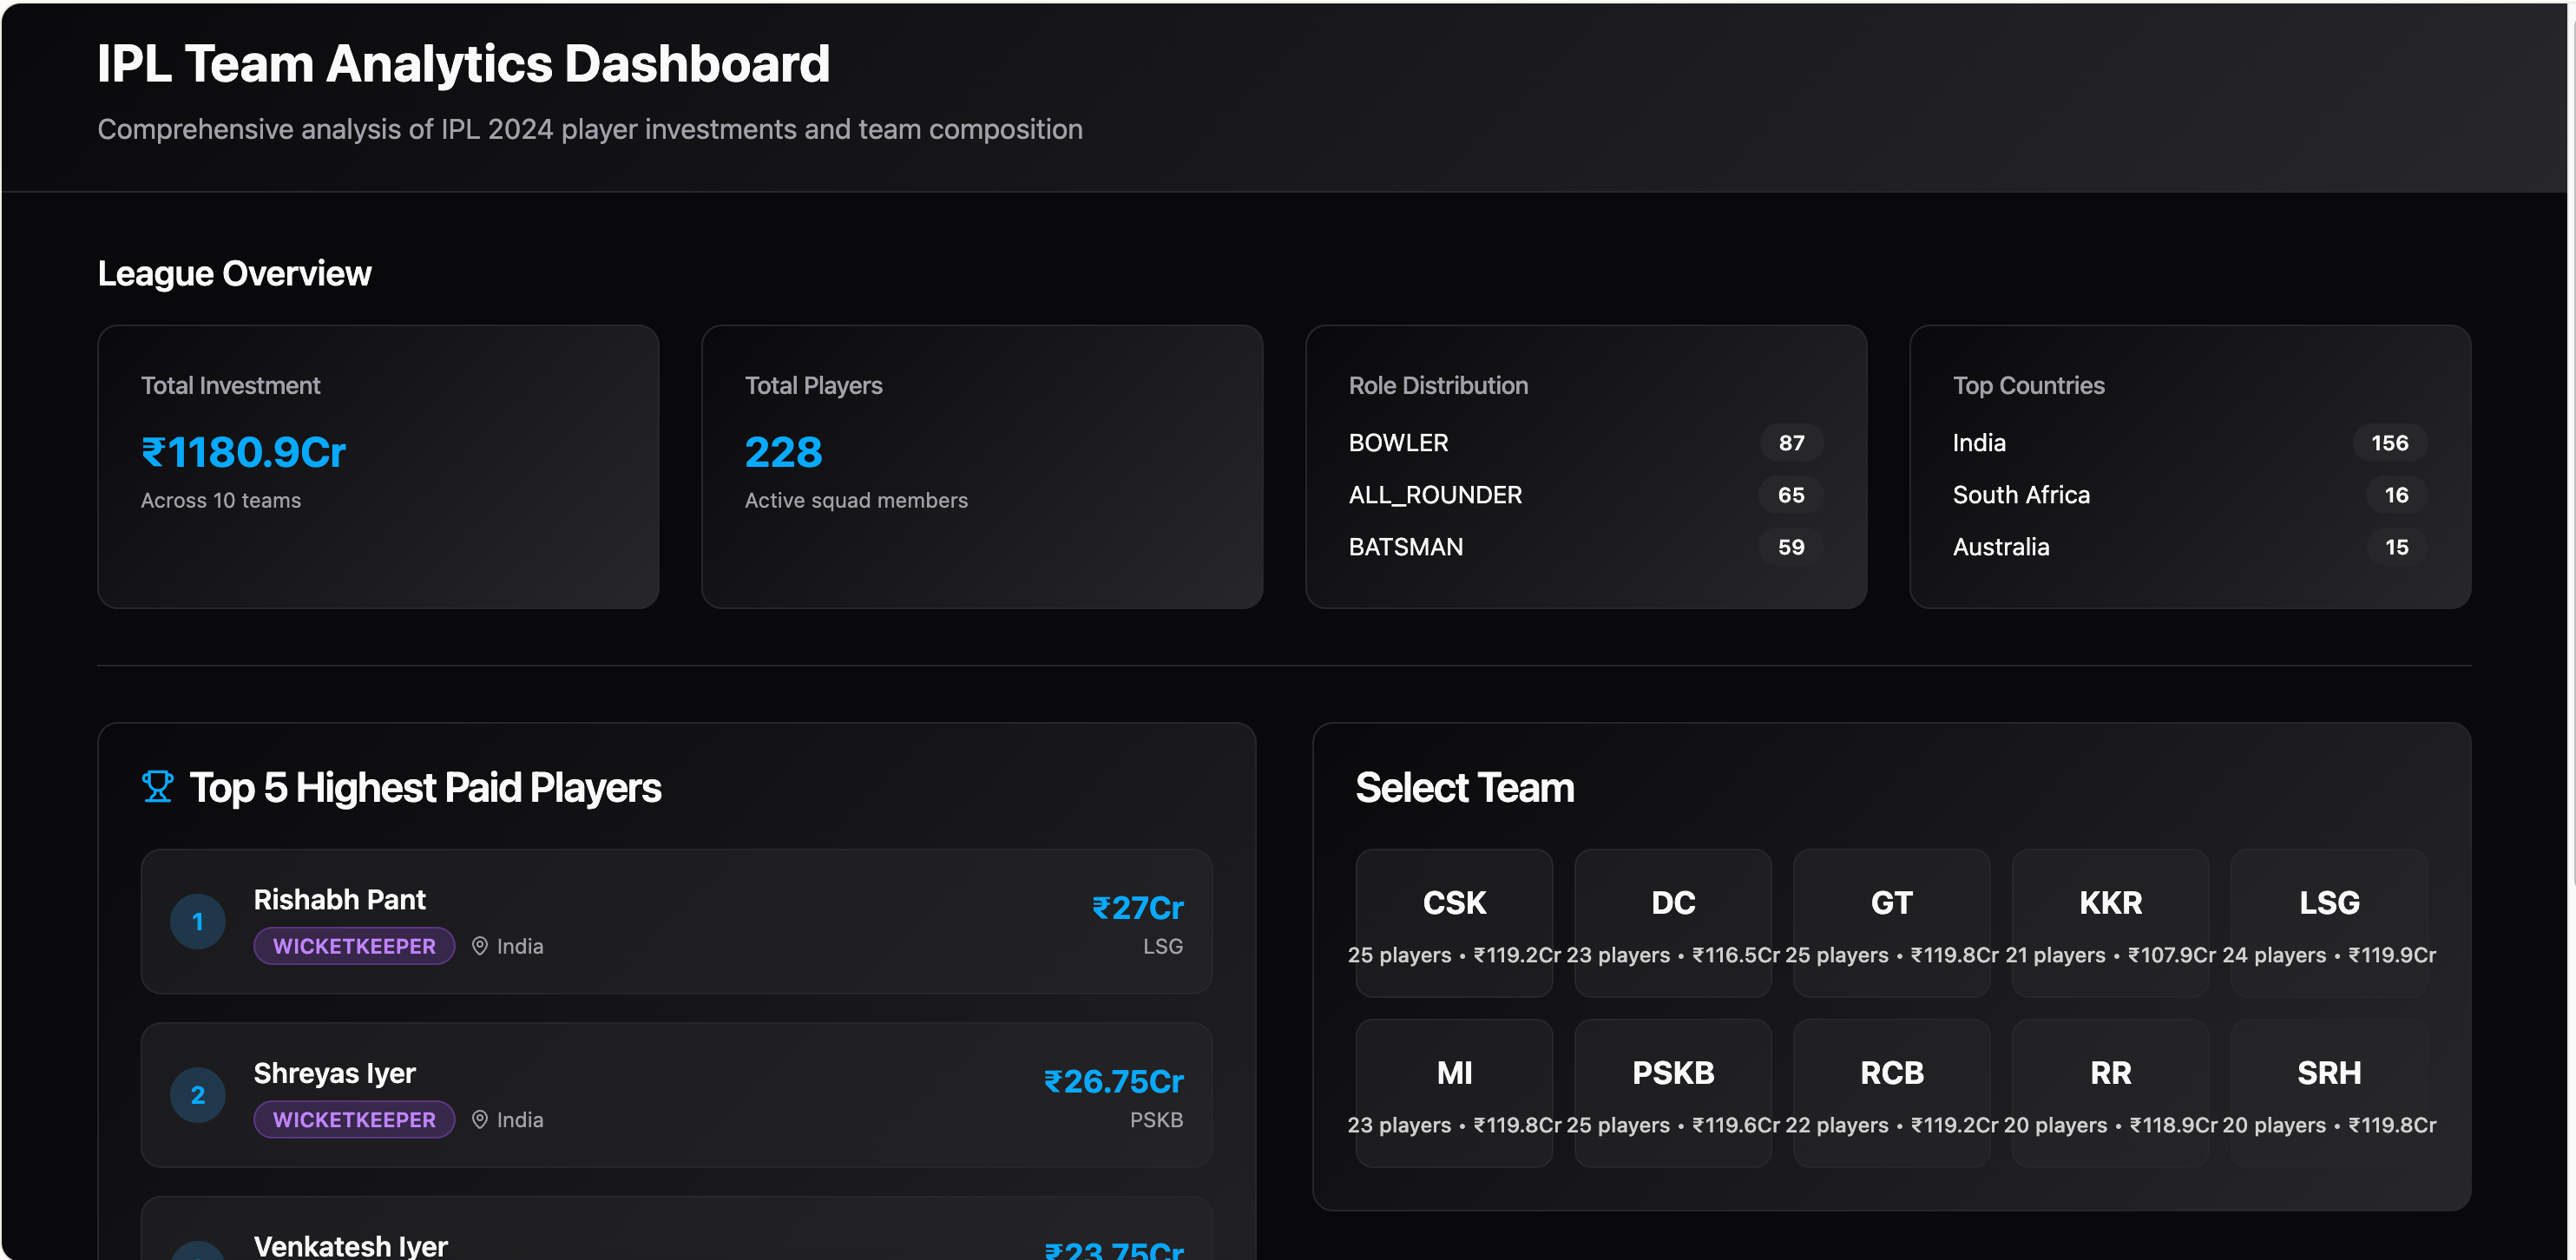 IPL Team Analytics Dashboard
Comprehensive analysis of IPL 2024 player investments and team composition
League Overview
Total Investment
₹1180.9Cr
Across 10 teams
Total Players
228
Active squad members
Role Distribution
BOWLER 87
ALL_ROUNDER 65
BATSMAN 59
Top Countries
India 156
South Africa 16
Australia 15
Top 5 Highest Paid Players
1
Rishabh Pant
WICKETKEEPER India
₹27Cr
LSG
2
Shreyas Iyer
WICKETKEEPER India
₹26.75Cr
PSKB
Venkatesh Iyer
₹23.75Cr
Select Team
CSK
25 players • ₹119.2Cr
DC
23 players • ₹116.5Cr
GT
25 players • ₹119.8Cr
KKR
21 players • ₹107.9Cr
LSG
24 players • ₹119.9Cr
MI
23 players • ₹119.8Cr
PSKB
25 players • ₹119.6Cr
RCB
22 players • ₹119.2Cr
RR
20 players • ₹118.9Cr
SRH
20 players • ₹119.8Cr